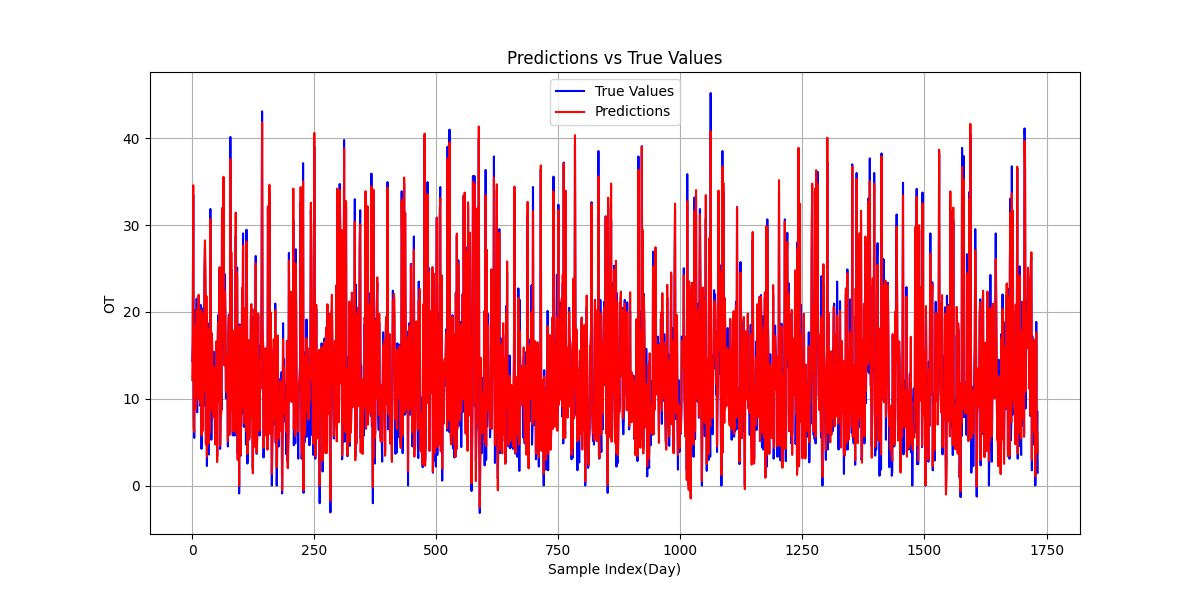 Predictions vs True Values
True Values
Predictions
OT
40
30
20
10
0
0 250 500 750 1000 1250 1500 1750
Sample Index(Day)